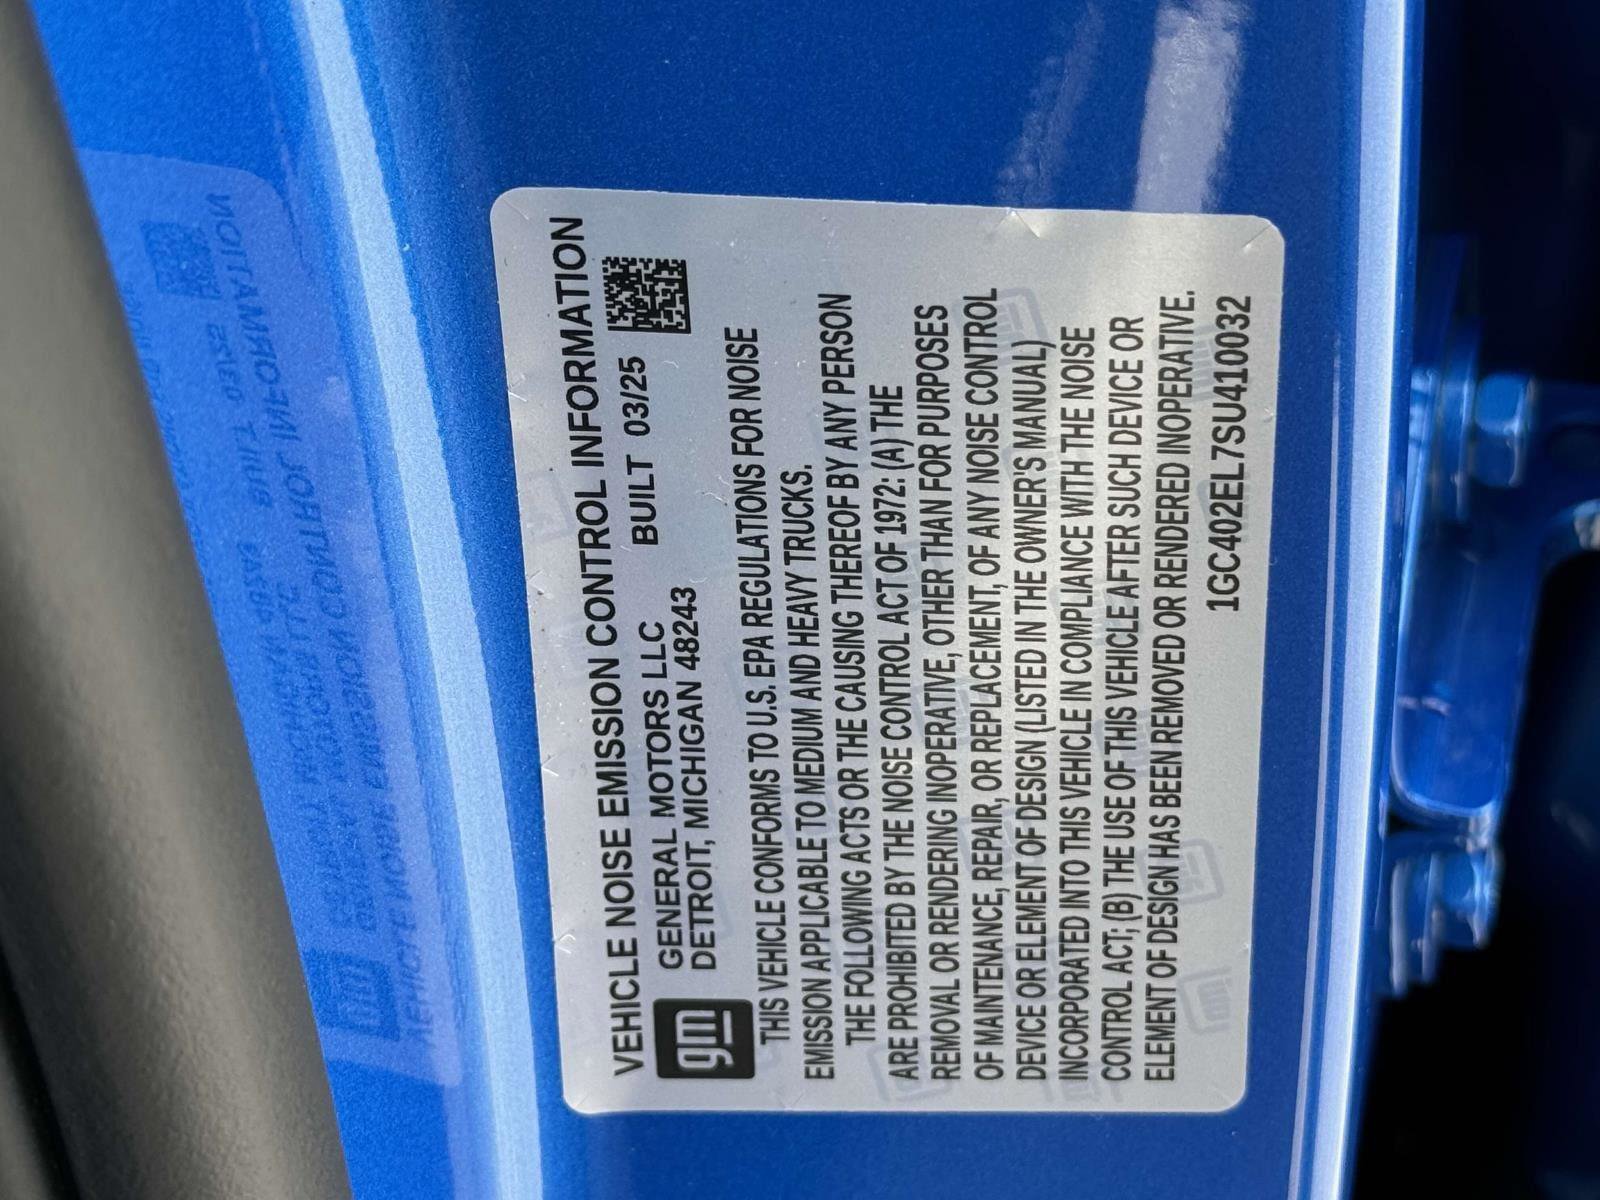 VEHICLE NOISE EMISSION CONTROL INFORMATION
gm
GENERAL MOTORS LLC BUILT 03/25
DETROIT, MICHIGAN 48243
THIS VEHICLE CONFORMS TO U.S. EPA REGULATIONS FOR NOISE
EMISSION APPLICABLE TO MEDIUM AND HEAVY TRUCKS.
THE FOLLOWING ACTS OR THE CAUSING THEREOF BY ANY PERSON
ARE PROHIBITED BY THE NOISE CONTROL ACT OF 1972: (A) THE
REMOVAL OR RENDERING INOPERATIVE, OTHER THAN FOR PURPOSES
OF MAINTENANCE, REPAIR, OR REPLACEMENT, OF ANY NOISE CONTROL
DEVICE OR ELEMENT OF DESIGN (LISTED IN THE OWNER'S MANUAL)
INCORPORATED INTO THIS VEHICLE IN COMPLIANCE WITH THE NOISE
CONTROL ACT; (B) THE USE OF THIS VEHICLE AFTER SUCH DEVICE OR
ELEMENT OF DESIGN HAS BEEN REMOVED OR RENDERED INOPERATIVE.
1GC402EL7SU410032